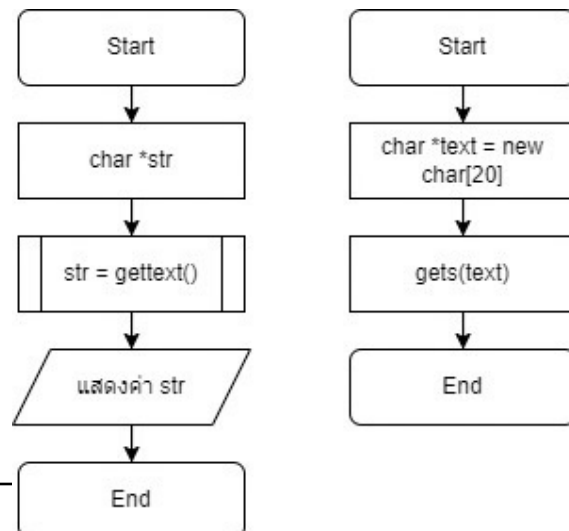 Start
char *str
str = gettext()
แสดงค่า str
End
Start
char *text = new
char[20]
gets(text)
End